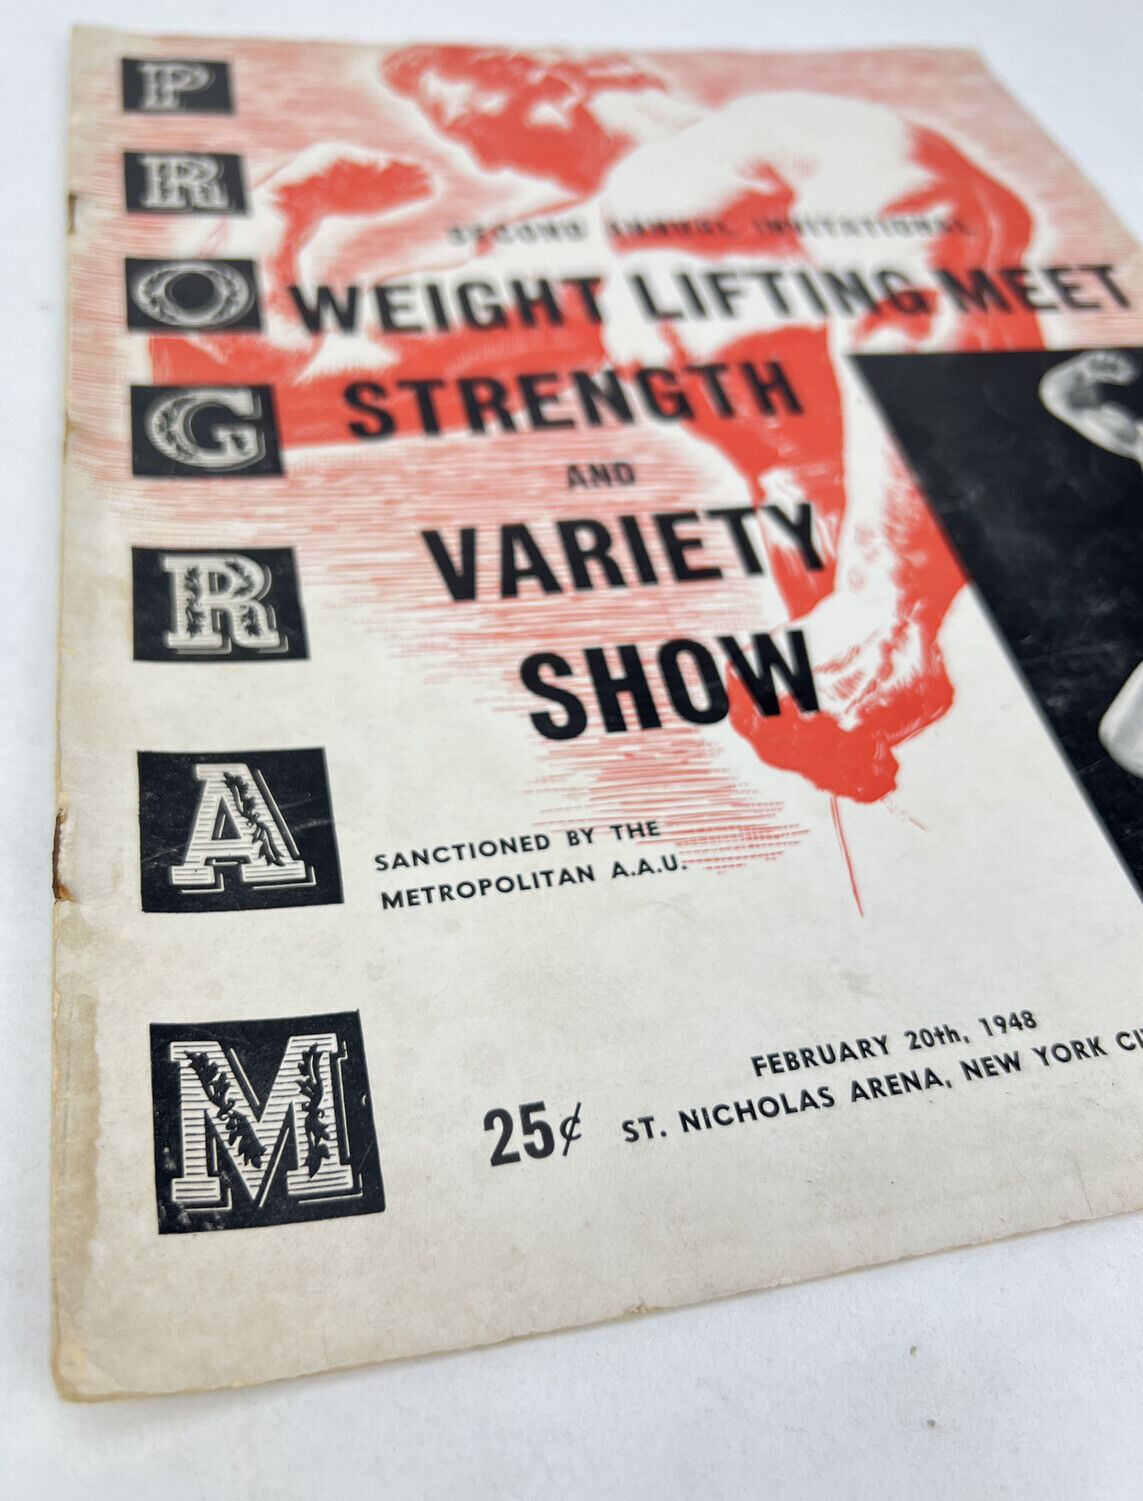 PROGRAM
SECOND ANNUAL INVITATIONAL
WEIGHT LIFTING MEET
STRENGTH
AND
VARIETY
SHOW
SANCTIONED BY THE
METROPOLITAN A.A.U.
FEBRUARY 20th, 1948
25¢ ST. NICHOLAS ARENA, NEW YORK